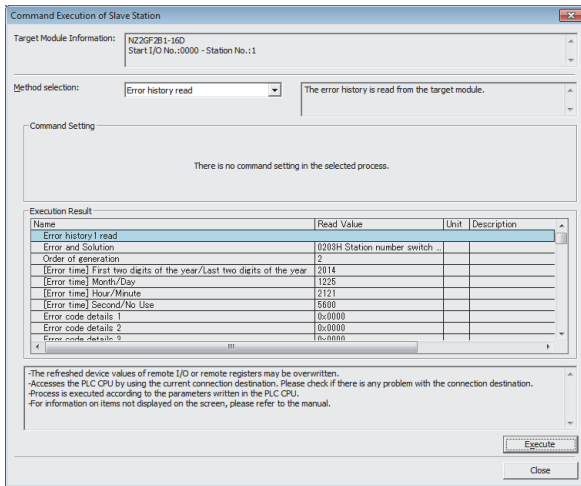 Command Execution of Slave Station
Target Module Information:
NZ2GF2B1-16D
Start I/O No.:0000 - Station No.:1
Method selection:
Error history read
The error history is read from the target module.
Command Setting
There is no command setting in the selected process.
Execution Result
Name Read Value Unit Description
Error history1 read
Error and Solution 0203H Station number switch ...
Order of generation 2
[Error time] First two digits of the year/Last two digits of the year 2014
[Error time] Month/Day 1225
[Error time] Hour/Minute 2121
[Error time] Second/No Use 5600
Error code details 1 0x0000
Error code details 2 0x0000
Error code details 3 0x0000
-The refreshed device values of remote I/O or remote registers may be overwritten.
-Accesses the PLC CPU by using the current connection destination. Please check if there is any problem with the connection destination.
-Process is executed according to the parameters written in the PLC CPU.
-For information on items not displayed on the screen, please refer to the manual.
Execute
Close